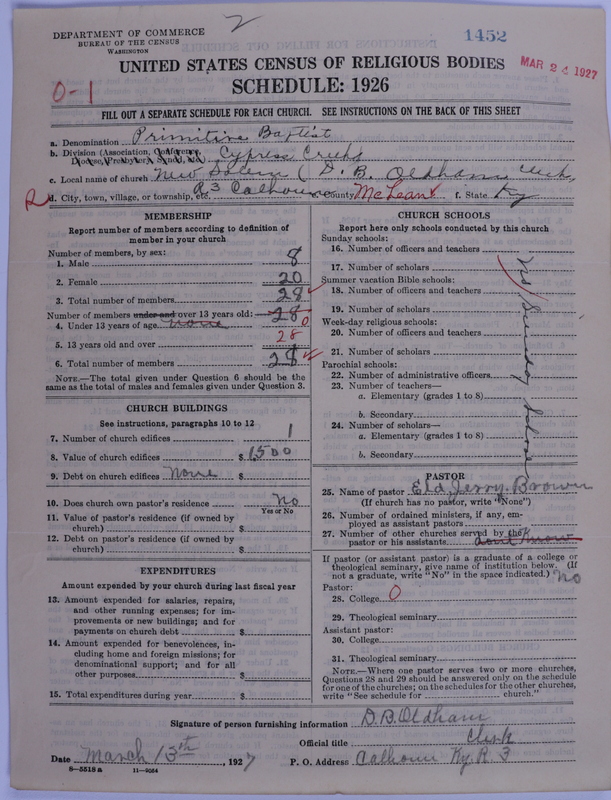 2
DEPARTMENT OF COMMERCE
BUREAU OF THE CENSUS
WASHINGTON
1452
UNITED STATES CENSUS OF RELIGIOUS BODIES
MAR 24 1927
SCHEDULE: 1926
0-1
FILL OUT A SEPARATE SCHEDULE FOR EACH CHURCH. SEE INSTRUCTIONS ON THE BACK OF THIS SHEET
a. Denomination Primitive Baptist
b. Division (Association, Conference, Diocese, Presbytery, Synod, etc.) Cypress Creek
c. Local name of church New Salem (D. B. Oldham Clerk
R d. City, town, village, or township, etc. R3 Calhoun e. County McLean f. State Ky
MEMBERSHIP
Report number of members according to definition of member in your church
Number of members, by sex:
1. Male 8
2. Female 20
3. Total number of members 28
Number of members under and over 13 years old: 28
4. Under 13 years of age none 0
5. 13 years old and over 28
6. Total number of members 28
NOTE.—The total given under Question 6 should be the same as the total of males and females given under Question 3.
CHURCH BUILDINGS
See instructions, paragraphs 10 to 12
7. Number of church edifices 1
8. Value of church edifices $ 1500
9. Debt on church edifices None $
10. Does church own pastor's residence No
Yes or No
11. Value of pastor's residence (if owned by church) $
12. Debt on pastor's residence (if owned by church) $
EXPENDITURES
Amount expended by your church during last fiscal year
13. Amount expended for salaries, repairs, and other running expenses; for improvements or new buildings; and for payments on church debt $
14. Amount expended for benevolences, including home and foreign missions; for denominational support; and for all other purposes $
15. Total expenditures during year $
CHURCH SCHOOLS
Report here only schools conducted by this church
Sunday schools:
16. Number of officers and teachers
17. Number of scholars
Summer vacation Bible schools:
18. Number of officers and teachers
19. Number of scholars
Week-day religious schools:
20. Number of officers and teachers
21. Number of scholars
Parochial schools:
22. Number of administrative officers
23. Number of teachers—
a. Elementary (grades 1 to 8)
b. Secondary
24. Number of scholars—
a. Elementary (grades 1 to 8)
b. Secondary
No Sunday School
PASTOR
25. Name of pastor Eld Jerry Brown
(If church has no pastor, write "None")
26. Number of ordained ministers, if any, employed as assistant pastors
27. Number of other churches served by the pastor or his assistants dont know
If pastor (or assistant pastor) is a graduate of a college or theological seminary, give name of institution below. (If not a graduate, write "No" in the space indicated.) No
Pastor:
28. College 0
29. Theological seminary
Assistant pastor:
30. College
31. Theological seminary
NOTE.—Where one pastor serves two or more churches, Questions 28 and 29 should be answered only on the schedule for one of the churches; on the schedules for the other churches, write "See schedule for church."
Signature of person furnishing information D. B. Oldham
Official title Clerk
Date March 13th, 1927 P. O. Address Calhoun Ky. R. 3
8—5518a 11—9064